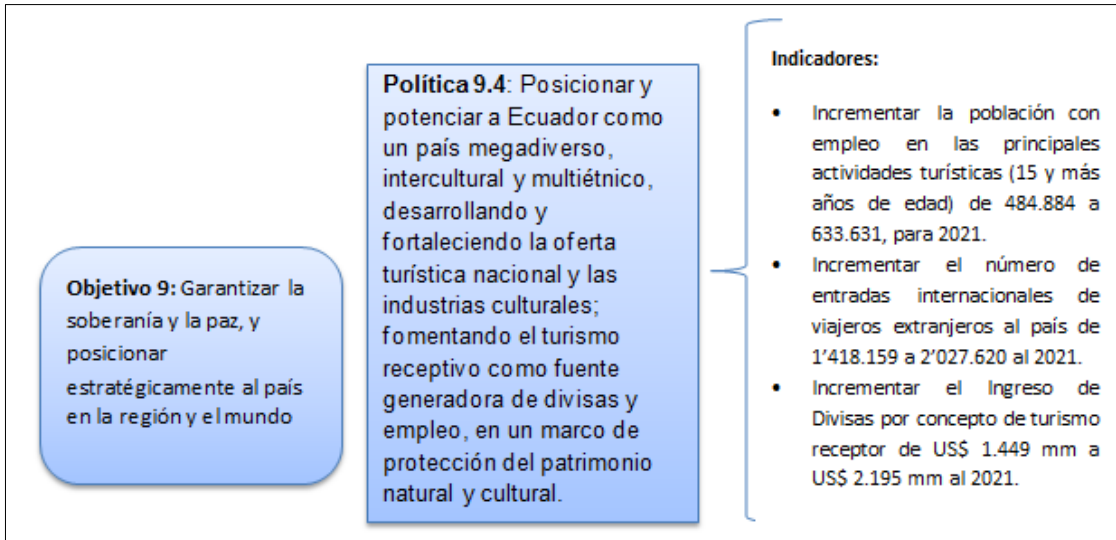 Objetivo 9: Garantizar la
soberanía y la paz, y
posicionar
estratégicamente al país
en la región y el mundo
Política 9.4: Posicionar y
potenciar a Ecuador como
un país megadiverso,
intercultural y multiétnico,
desarrollando y
fortaleciendo la oferta
turística nacional y las
industrias culturales;
fomentando el turismo
receptivo como fuente
generadora de divisas y
empleo, en un marco de
protección del patrimonio
natural y cultural.
Indicadores:
• Incrementar la población con
empleo en las principales
actividades turísticas (15 y más
años de edad) de 484.884 a
633.631, para 2021.
• Incrementar el número de
entradas internacionales de
viajeros extranjeros al país de
1’418.159 a 2’027.620 al 2021.
• Incrementar el Ingreso de
Divisas por concepto de turismo
receptor de US$ 1.449 mm a
US$ 2.195 mm al 2021.